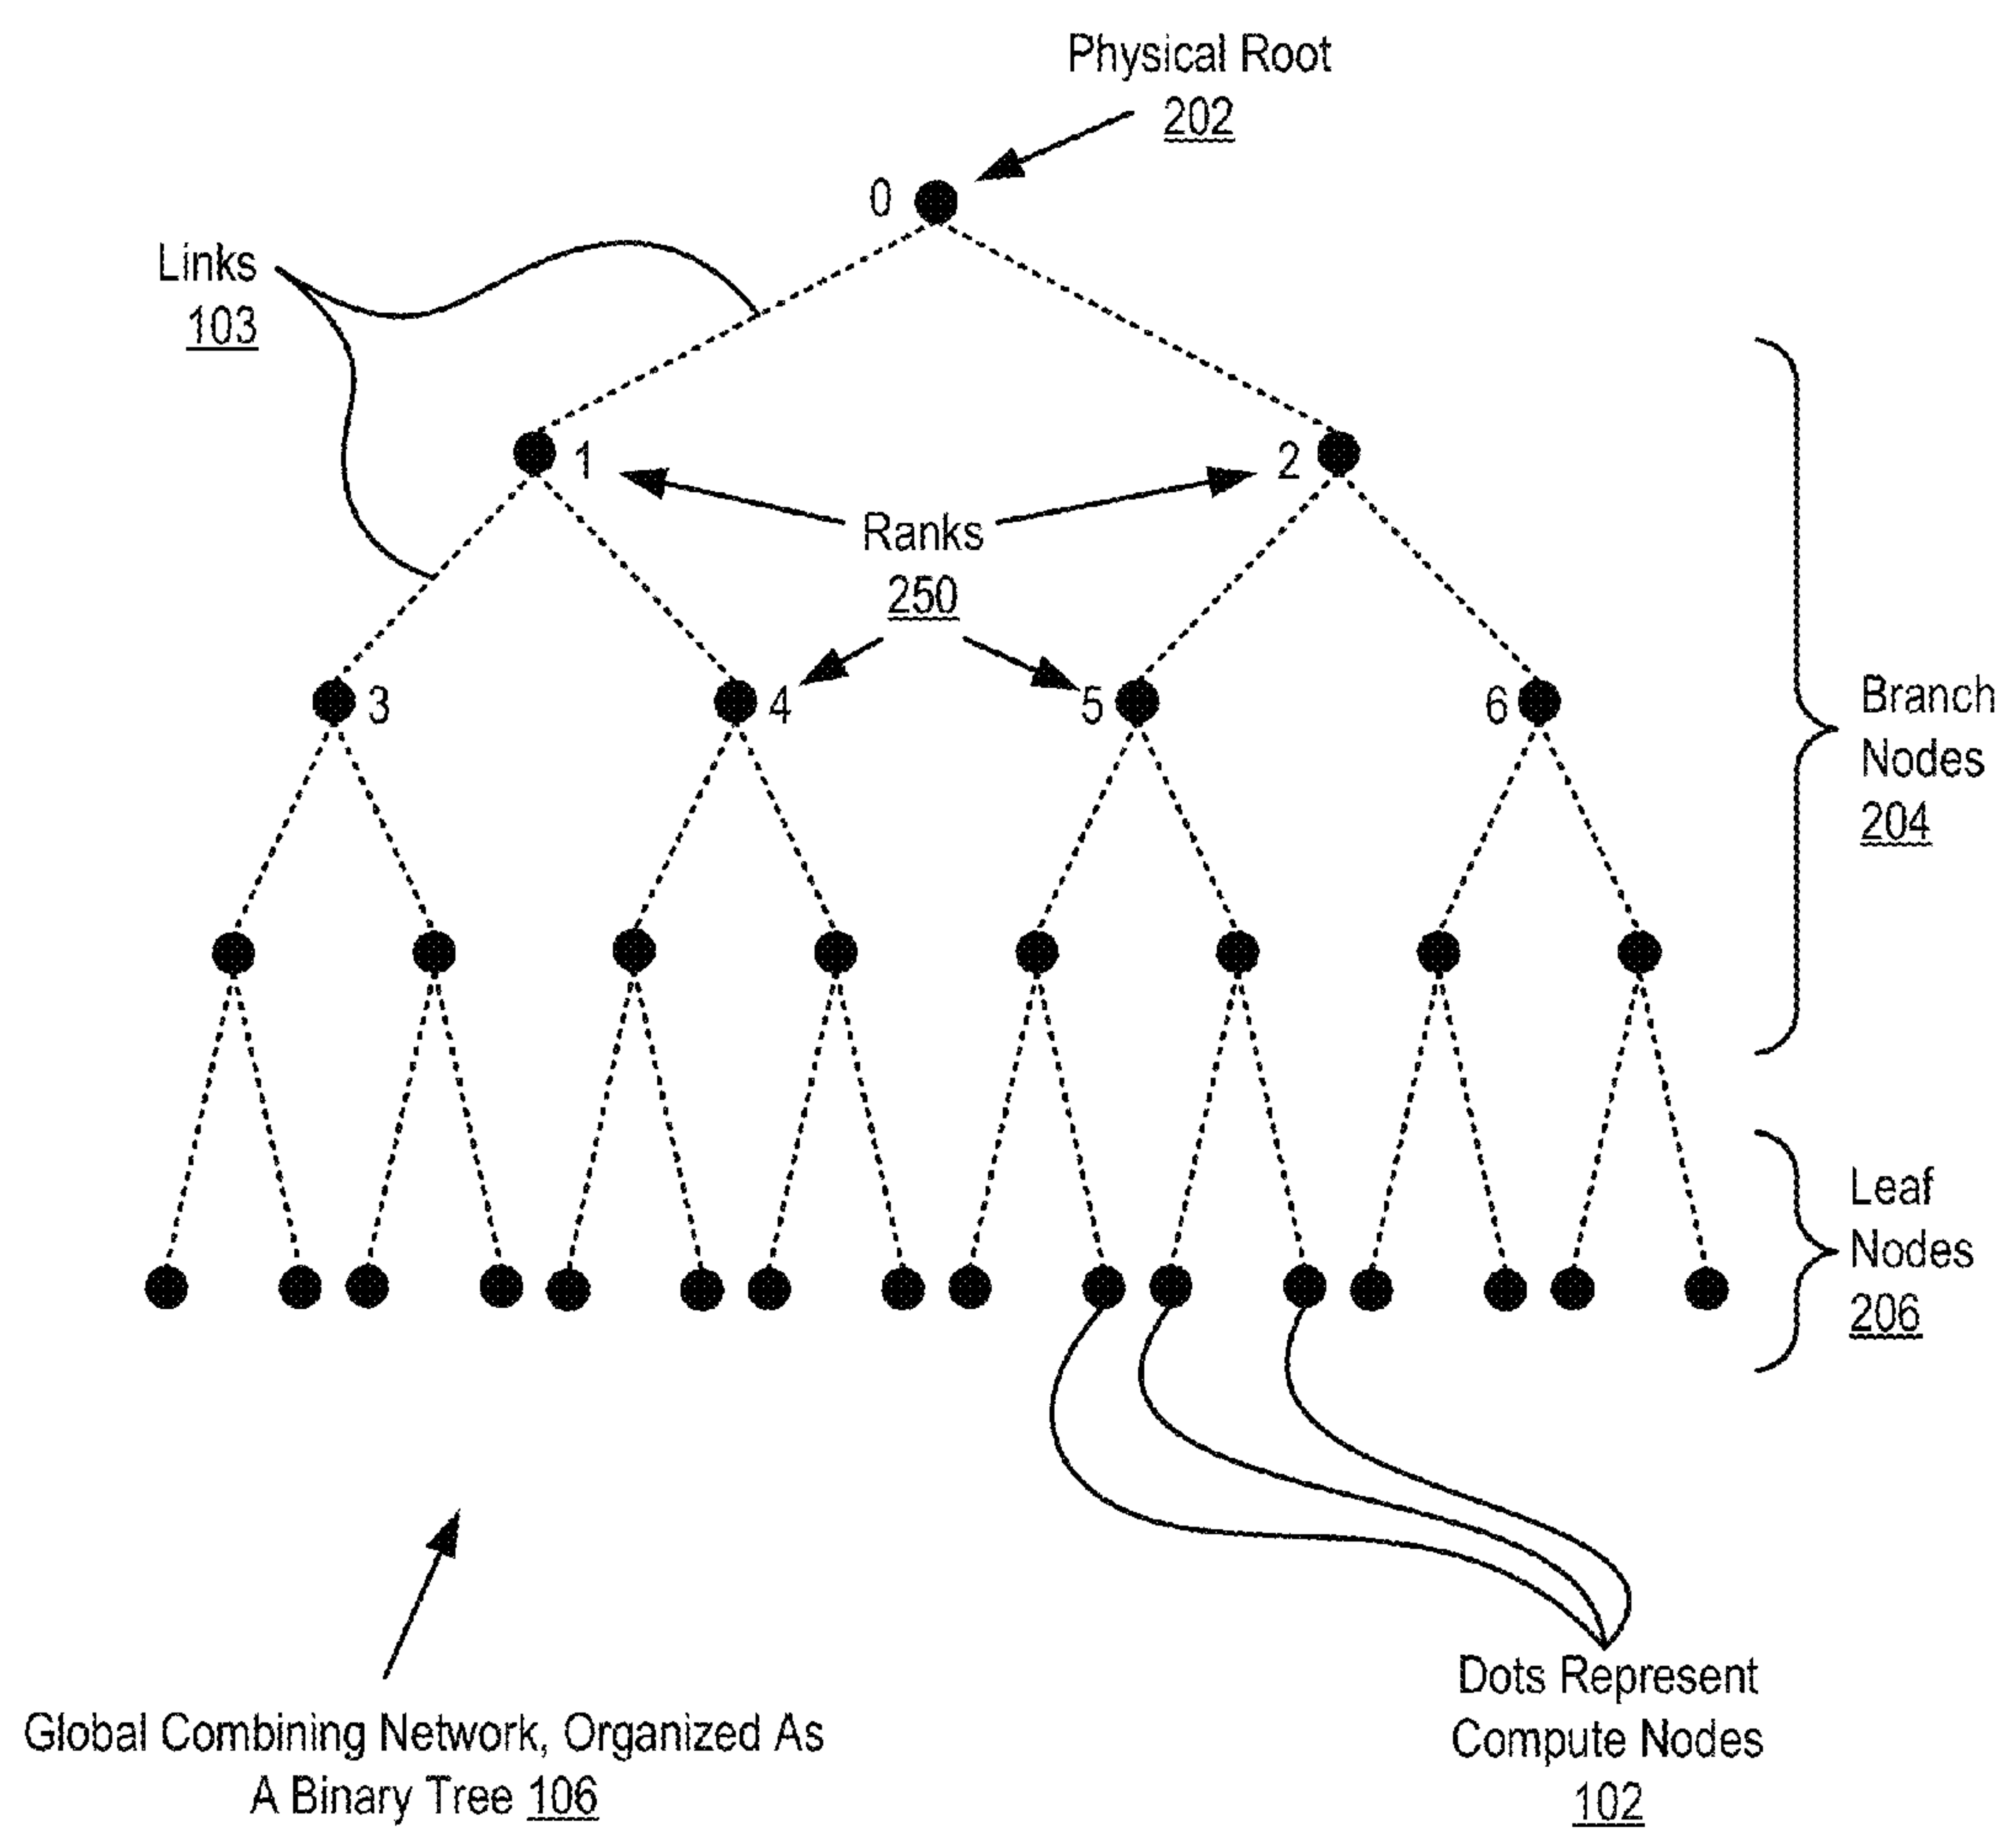 Physical Root
202
0
Links
103
1
2
Ranks
250
3
4
5
6
Branch
Nodes
204
Leaf
Nodes
206
Dots Represent
Compute Nodes
102
Global Combining Network, Organized As
A Binary Tree 106